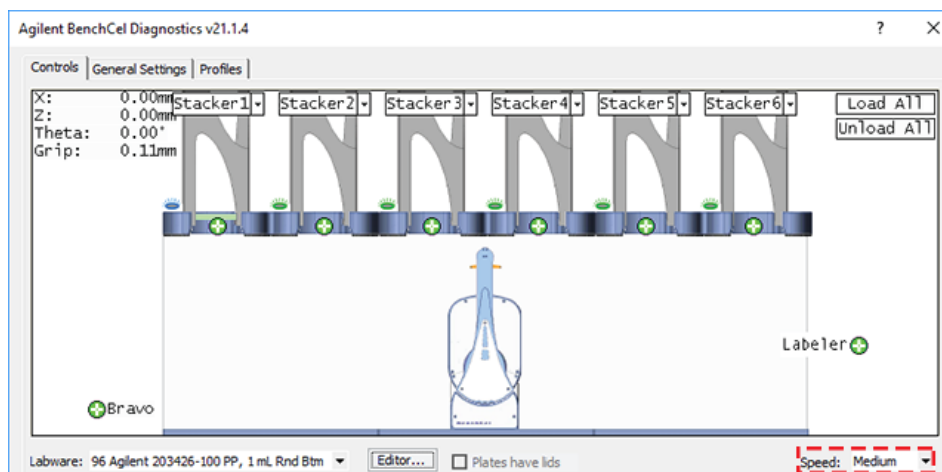 Agilent BenchCel Diagnostics v21.1.4
Controls General Settings Profiles
X: 0.00mm
Z: 0.00mm
Theta: 0.00°
Grip: 0.11mm
Stacker1 Stacker2 Stacker3 Stacker4 Stacker5 Stacker6
Load All
Unload All
Labeler
Bravo
Labware: 96 Agilent 203426-100 PP, 1 mL Rnd Btm Editor... Plates have lids Speed: Medium